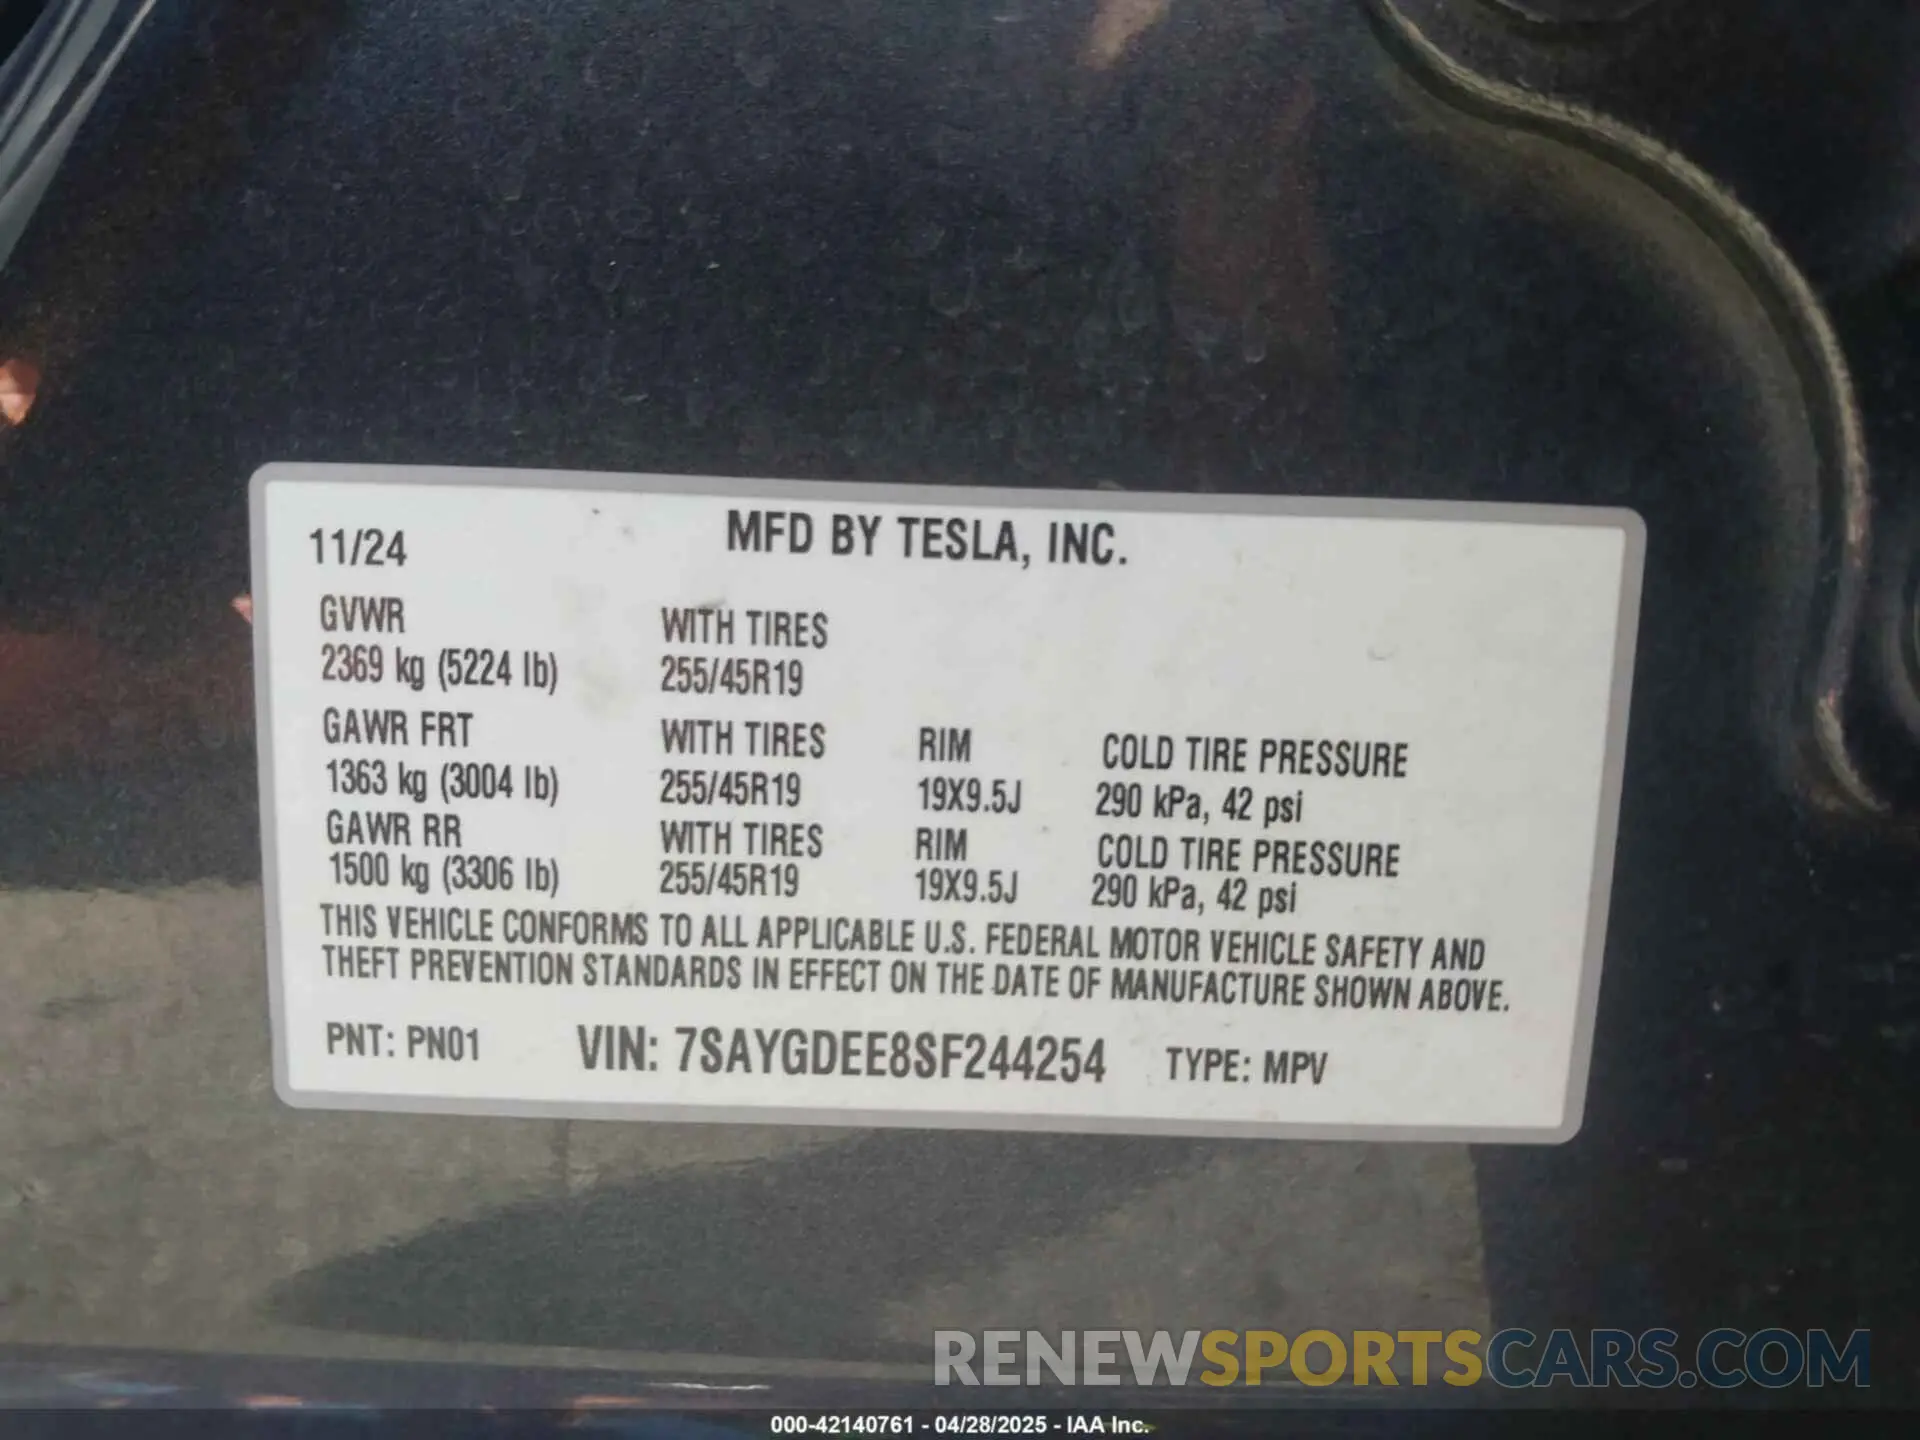 11/24 MFD BY TESLA, INC.
GVWR WITH TIRES
2369 kg (5224 lb) 255/45R19
GAWR FRT WITH TIRES RIM COLD TIRE PRESSURE
1363 kg (3004 lb) 255/45R19 19X9.5J 290 kPa, 42 psi
GAWR RR WITH TIRES RIM COLD TIRE PRESSURE
1500 kg (3306 lb) 255/45R19 19X9.5J 290 kPa, 42 psi
THIS VEHICLE CONFORMS TO ALL APPLICABLE U.S. FEDERAL MOTOR VEHICLE SAFETY AND
THEFT PREVENTION STANDARDS IN EFFECT ON THE DATE OF MANUFACTURE SHOWN ABOVE.
PNT: PN01 VIN: 7SAYGDEE8SF244254 TYPE: MPV
RENEWSPORTSCARS.COM
000-42140761 - 04/28/2025 - IAA Inc.